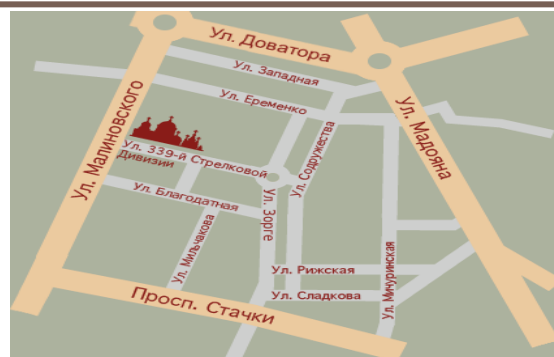 Ул. Доватора
Ул. Западная
Ул. Еременко
Ул. Малиновского
Ул. Мадояна
Ул. 339-й Стрелковой
Дивизии
Ул. Содружества
Ул. Благодатная
Ул. Зорге
Ул. Мильчакова
Ул. Мичуринская
Ул. Рижская
Ул. Сладкова
Просп. Стачки